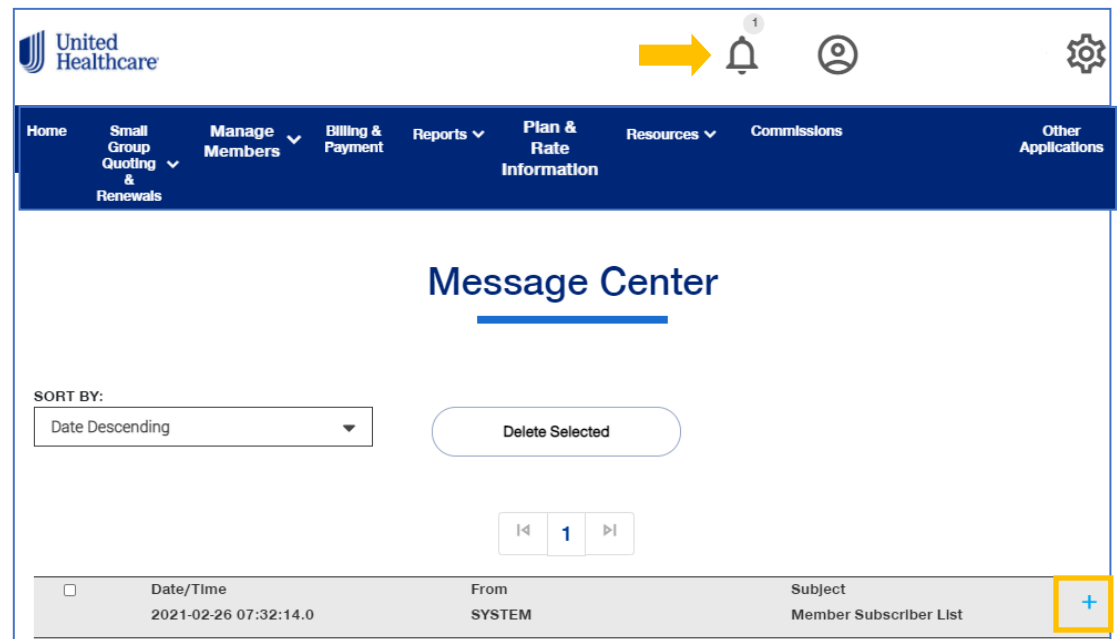 1
United
Healthcare
Home
Small
Group
Quoting
&
Renewals
Manage
Members
Billing &
Payment
Reports
Plan &
Rate
Information
Resources
Commissions
Other
Applications
Message Center
SORT BY:
Date Descending
Delete Selected
1
Date/Time
From
Subject
2021-02-26 07:32:14.0
SYSTEM
Member Subscriber List
+